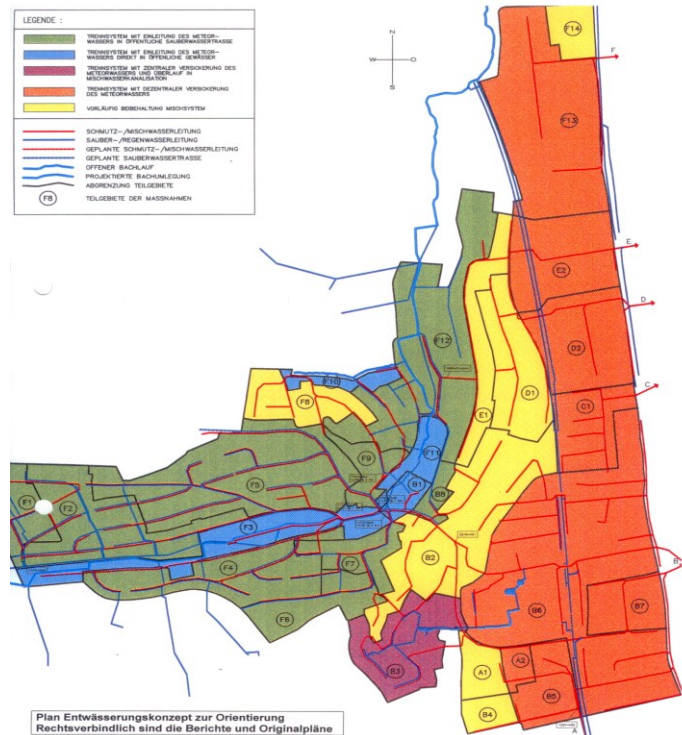 LEGENDE :
TRENNSYSTEM MIT EINLEITUNG DES METEOR-
WASSERS IN ÖFFENTLICHE SAUBERWASSERTRASSE
TRENNSYSTEM MIT EINLEITUNG DES METEOR-
WASSERS DIREKT IN ÖFFENTLICHE GEWÄSSER
TRENNSYSTEM MIT ZENTRALER VERSICKERUNG DES
METEORWASSERS UND ÜBERLAUF IN
MISCHWASSERKANALISATION
TRENNSYSTEM MIT DEZENTRALER VERSICKERUNG
DES METEORWASSERS
VORLÄUFIG BEIBEHALTUNG MISCHSYSTEM
SCHMUTZ-/MISCHWASSERLEITUNG
SAUBER-/REGENWASSERLEITUNG
GEPLANTE SCHMUTZ-/MISCHWASSERLEITUNG
GEPLANTE SAUBERWASSERTRASSE
OFFENER BACHLAUF
PROJEKTIERTE BACHUMLEGUNG
ABGRENZUNG TEILGEBIETE
F8 TEILGEBIETE DER MASSNAHMEN
N
W O
S
F14
F
F13
E
E2
D
F12
D2
F10
F8
D1
C
C1
E1
F11
F9
F5
B1
B8
F1
F2
F3
B2
F7
F4
B
B6
B7
F6
B3
A1
A2
B5
B4
A
Plan Entwässerungskonzept zur Orientierung
Rechtsverbindlich sind die Berichte und Originalpläne